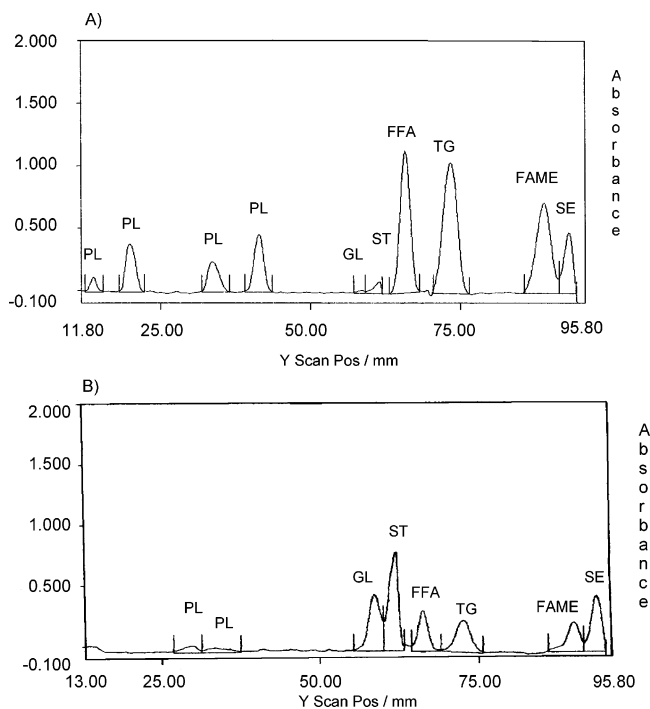 A)
2.000
1.500
1.000
0.500
-0.100
PL
PL
PL
PL
GL
ST
FFA
TG
FAME
SE
Absorbance
11.80
25.00
50.00
75.00
95.80
Y Scan Pos / mm
B)
2.000
1.500
1.000
0.500
-0.100
PL
PL
GL
ST
FFA
TG
FAME
SE
Absorbance
13.00
25.00
50.00
75.00
95.80
Y Scan Pos / mm